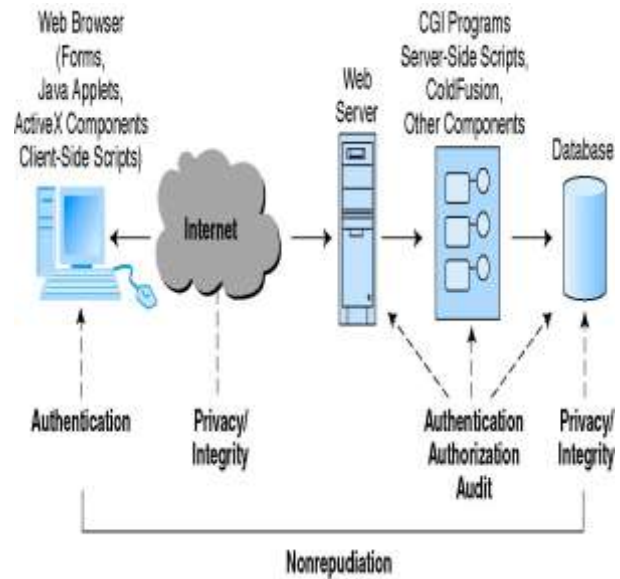 Web Browser
(Forms,
Java Applets,
ActiveX Components
Client-Side Scripts)
Internet
Web
Server
CGI Programs
Server-Side Scripts,
ColdFusion,
Other Components
Database
Authentication
Privacy/
Integrity
Authentication
Authorization
Audit
Privacy/
Integrity
Nonrepudiation